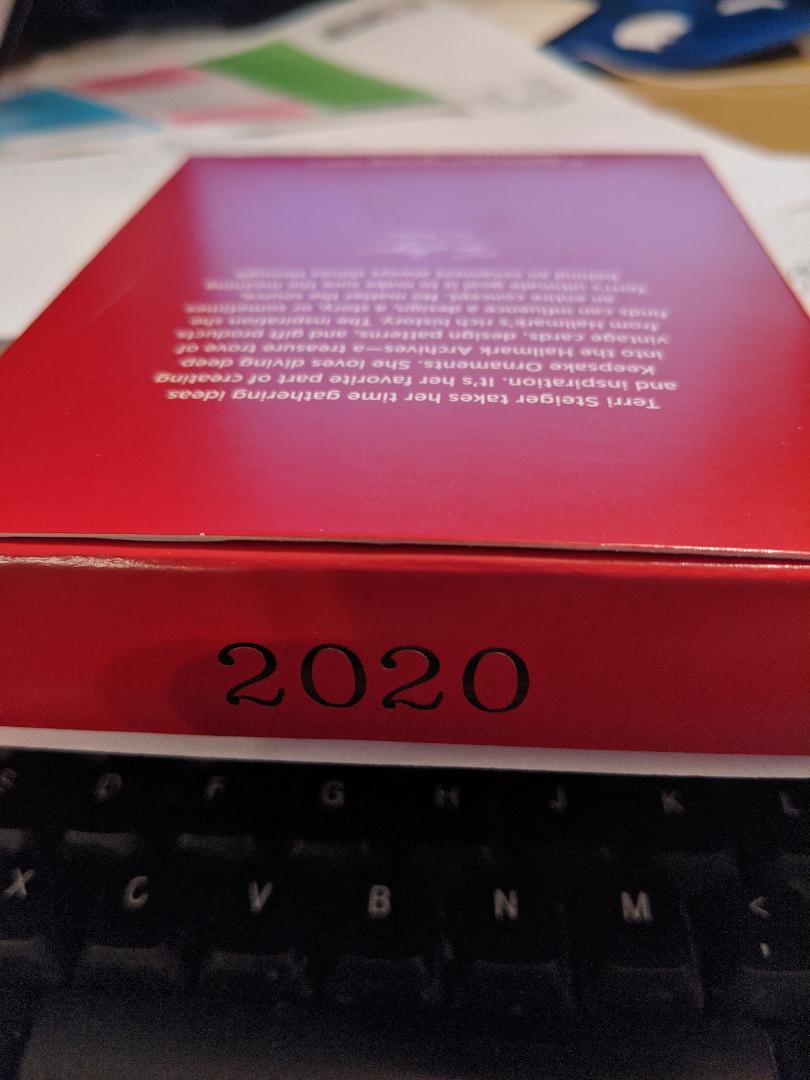 Terri Steiger takes her time gathering ideas
and inspiration. It's her favorite part of creating
Keepsake Ornaments. She loves diving deep
into the Hallmark Archives—a treasure trove of
vintage cards, design patterns, and gift products
from Hallmark's rich history. The inspiration she
finds can influence a design, a story, or sometimes
an entire concept. No matter the source,
Terri's ultimate goal is to make sure the meaning
behind an ornament always shines through.
2020
S D F G H J K L
X C V B N M <
,